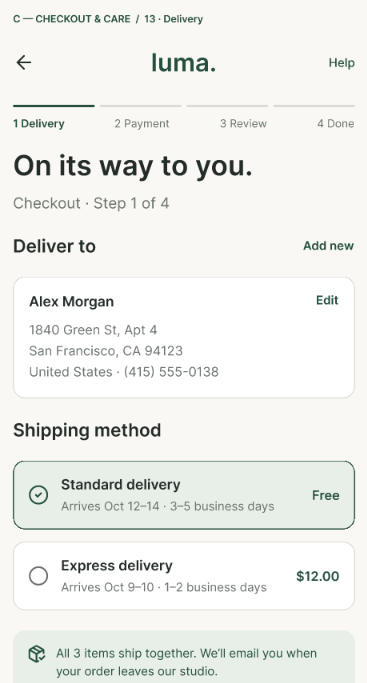 C — CHECKOUT & CARE / 13 · Delivery
luma.
Help
1 Delivery
2 Payment
3 Review
4 Done
On its way to you.
Checkout · Step 1 of 4
Deliver to
Add new
Alex Morgan
Edit
1840 Green St, Apt 4
San Francisco, CA 94123
United States · (415) 555-0138
Shipping method
Standard delivery
Arrives Oct 12–14 · 3–5 business days
Free
Express delivery
Arrives Oct 9–10 · 1–2 business days
$12.00
All 3 items ship together. We’ll email you when
your order leaves our studio.